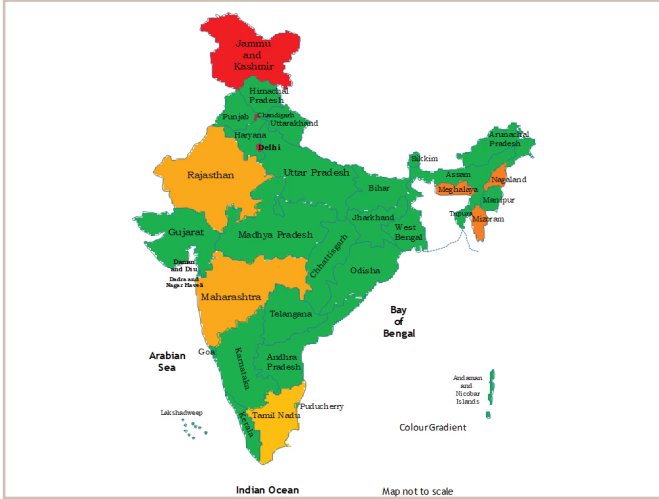 Jammu
and
Kashmir
Himachal
Pradesh
Punjab
Chandigarh
Uttarakhand
Haryana
Delhi
Arunachal
Pradesh
Rajasthan
Uttar Pradesh
Sikkim
Assam
Nagaland
Bihar
Meghalaya
Manipur
Jharkhand
Tripura
Mizoram
Gujarat
Madhya Pradesh
West
Bengal
Chhattisgarh
Daman
and Diu
Dadra and
Nagar Haveli
Odisha
Maharashtra
Telangana
Bay
of
Bengal
Arabian
Sea
Goa
Karnataka
Andhra
Pradesh
Andaman
and
Nicobar
Islands
Lakshadweep
Kerala
Tamil Nadu
Puducherry
Colour Gradient
Indian Ocean
Map not to scale